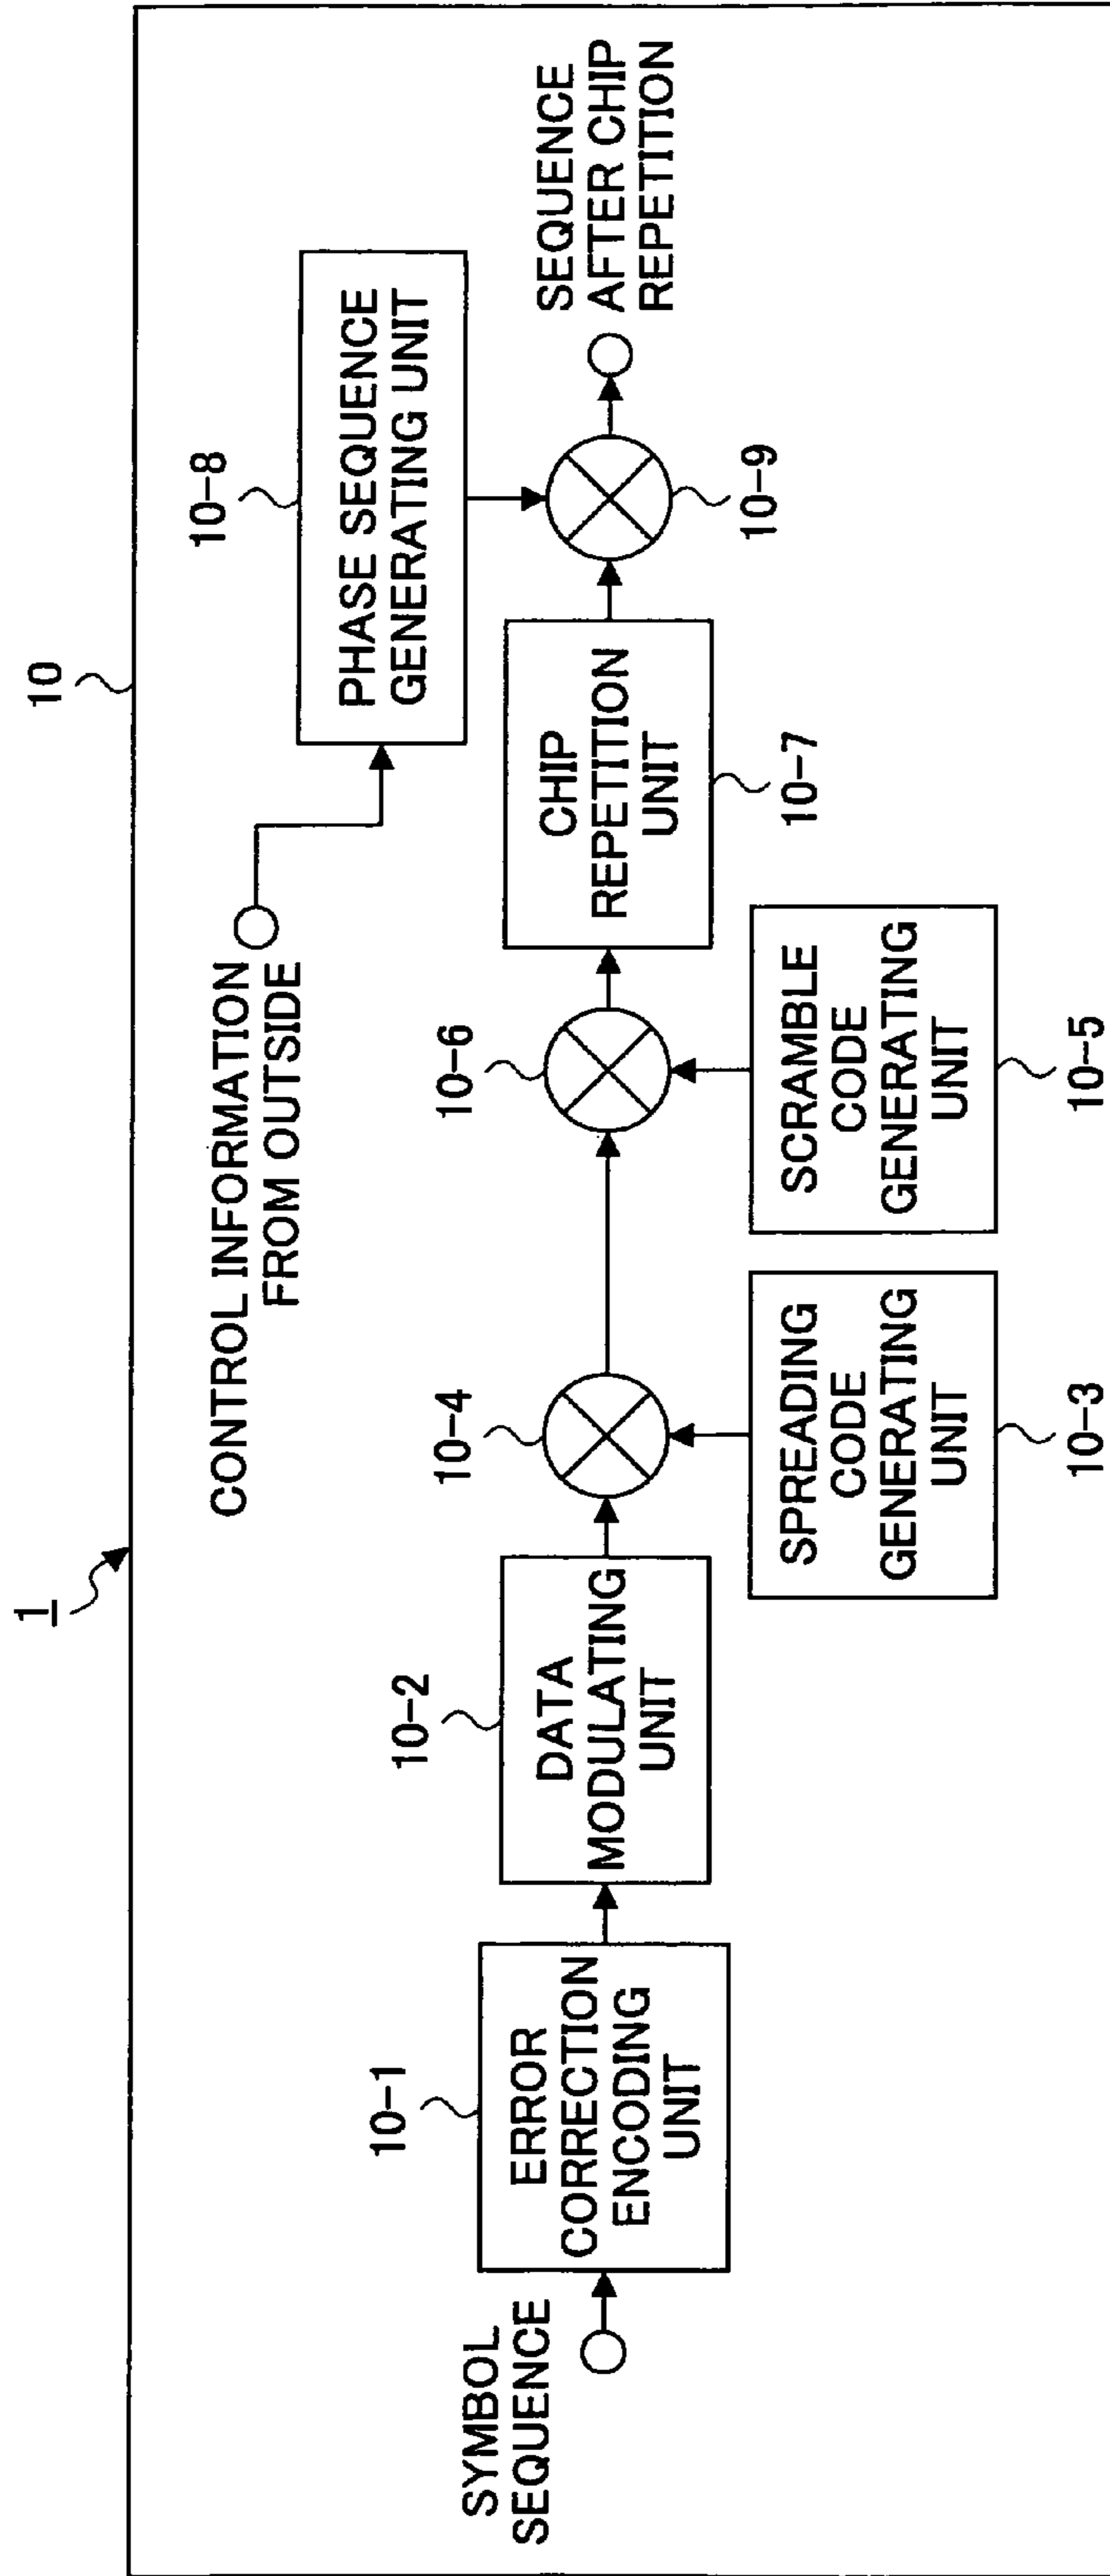 1
10
CONTROL INFORMATION
FROM OUTSIDE
10-8
PHASE SEQUENCE
GENERATING UNIT
SYMBOL
SEQUENCE
10-1
ERROR
CORRECTION
ENCODING
UNIT
10-2
DATA
MODULATING
UNIT
10-4
10-6
CHIP
REPETITION
UNIT
10-7
10-9
SEQUENCE
AFTER CHIP
REPETITION
SPREADING
CODE
GENERATING
UNIT
10-3
SCRAMBLE
CODE
GENERATING
UNIT
10-5